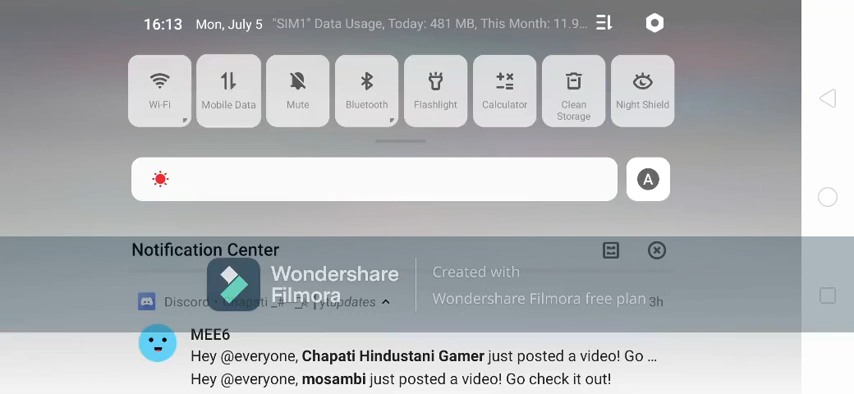 16:13 Mon, July 5 "SIM1" Data Usage, Today: 481 MB, This Month: 11.9...
Wi-Fi Mobile Data Mute Bluetooth Flashlight Calculator Clean Storage Night Shield
A
Notification Center
Wondershare Filmora
Created with
Wondershare Filmora free plan
Discord • Chapati ytupdates 3h
MEE6
Hey @everyone, Chapati Hindustani Gamer just posted a video! Go ...
Hey @everyone, mosambi just posted a video! Go check it out!